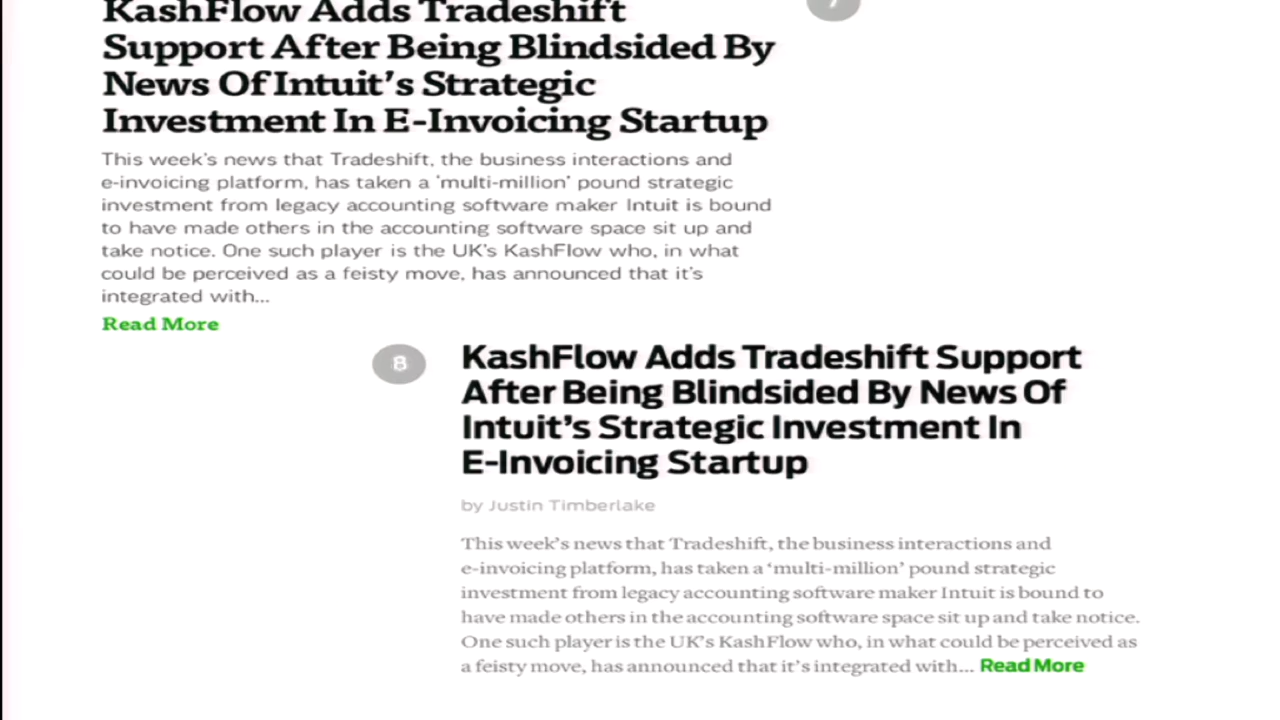 KashFlow Adds Tradeshift
Support After Being Blindsided By
News Of Intuit's Strategic
Investment In E-Invoicing Startup
This week's news that Tradeshift, the business interactions and
e-invoicing platform, has taken a 'multi-million' pound strategic
investment from legacy accounting software maker Intuit is bound
to have made others in the accounting software space sit up and
take notice. One such player is the UK's KashFlow who, in what
could be perceived as a feisty move, has announced that it's
integrated with...
Read More
8
KashFlow Adds Tradeshift Support
After Being Blindsided By News Of
Intuit's Strategic Investment In
E-Invoicing Startup
by Justin Timberlake
This week's news that Tradeshift, the business interactions and
e-invoicing platform, has taken a 'multi-million' pound strategic
investment from legacy accounting software maker Intuit is bound to
have made others in the accounting software space sit up and take notice.
One such player is the UK's KashFlow who, in what could be perceived as
a feisty move, has announced that it's integrated with... Read More